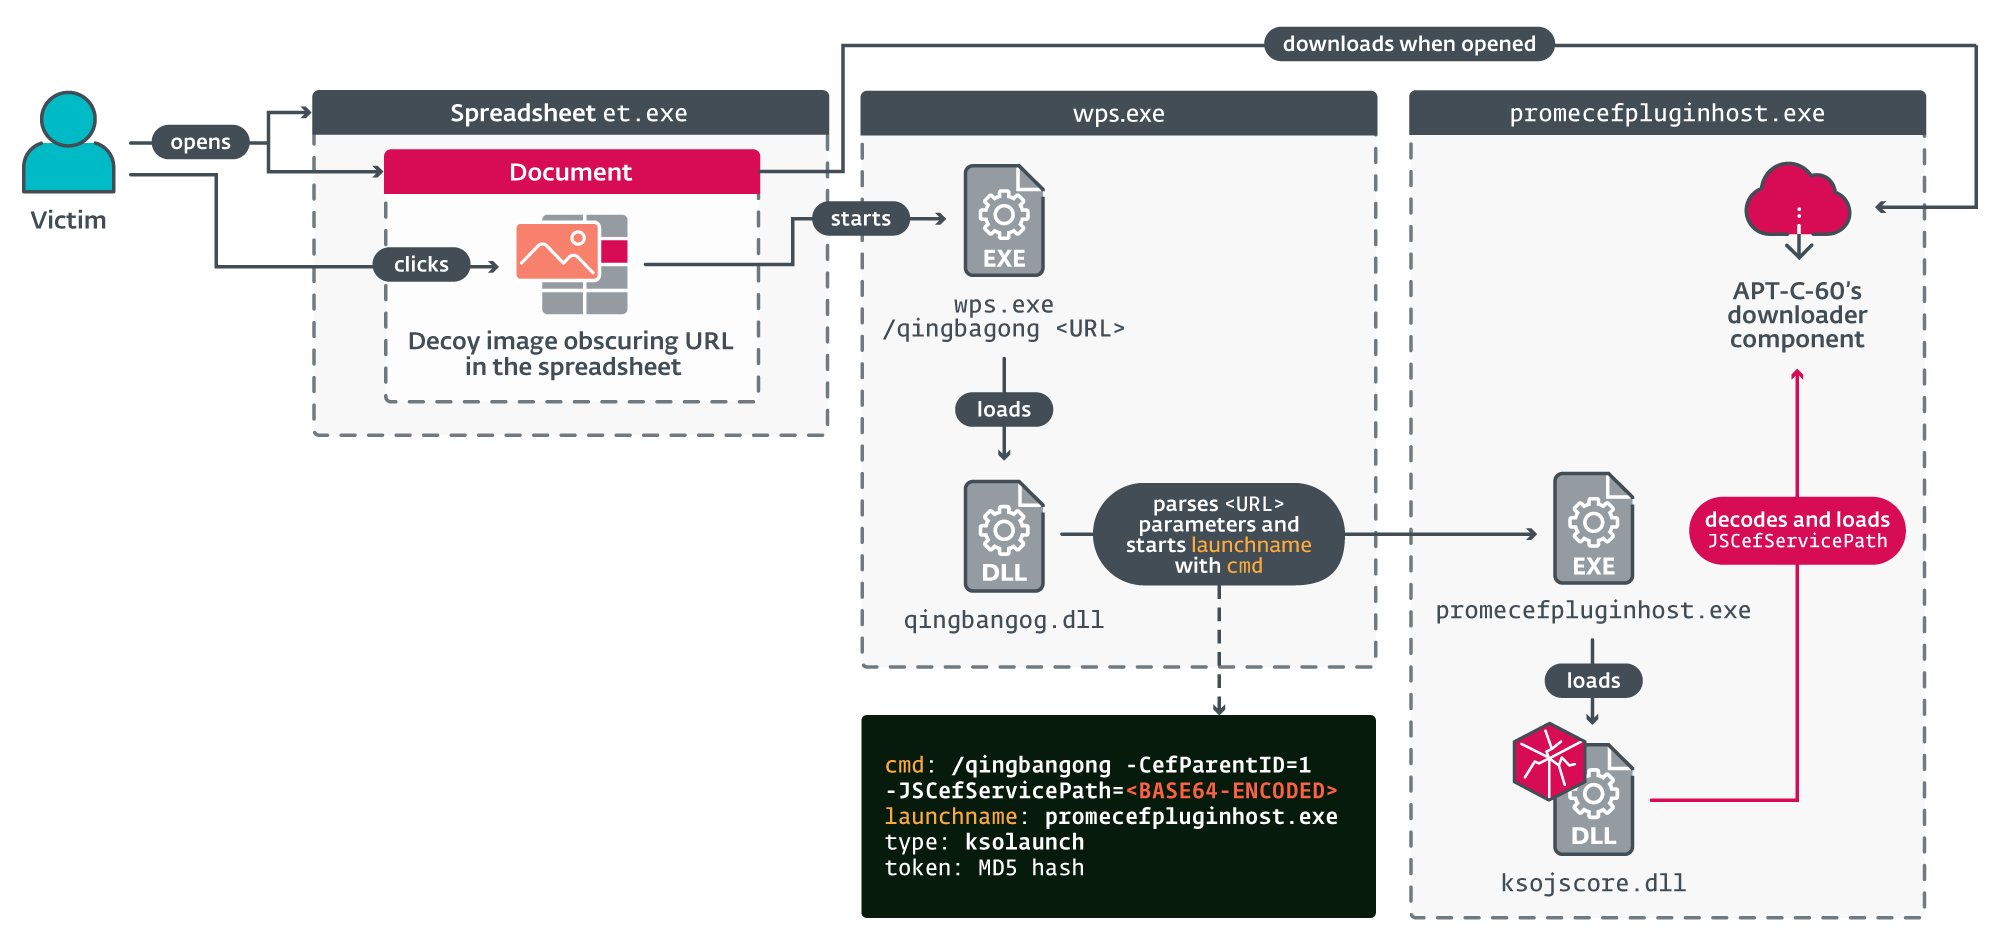 downloads when opened
Victim
opens
clicks
Spreadsheet et.exe
Document
Decoy image obscuring URL
in the spreadsheet
starts
wps.exe
EXE
wps.exe
/qingbagong <URL>
loads
DLL
qingbangog.dll
parses <URL>
parameters and
starts launchname
with cmd
cmd: /qingbangong -CefParentID=1
-JSCefServicePath=<BASE64-ENCODED>
launchname: promecefpluginhost.exe
type: ksolaunch
token: MD5 hash
promecefpluginhost.exe
APT-C-60’s
downloader
component
decodes and loads
JSCefServicePath
EXE
promecefpluginhost.exe
loads
DLL
ksojscore.dll